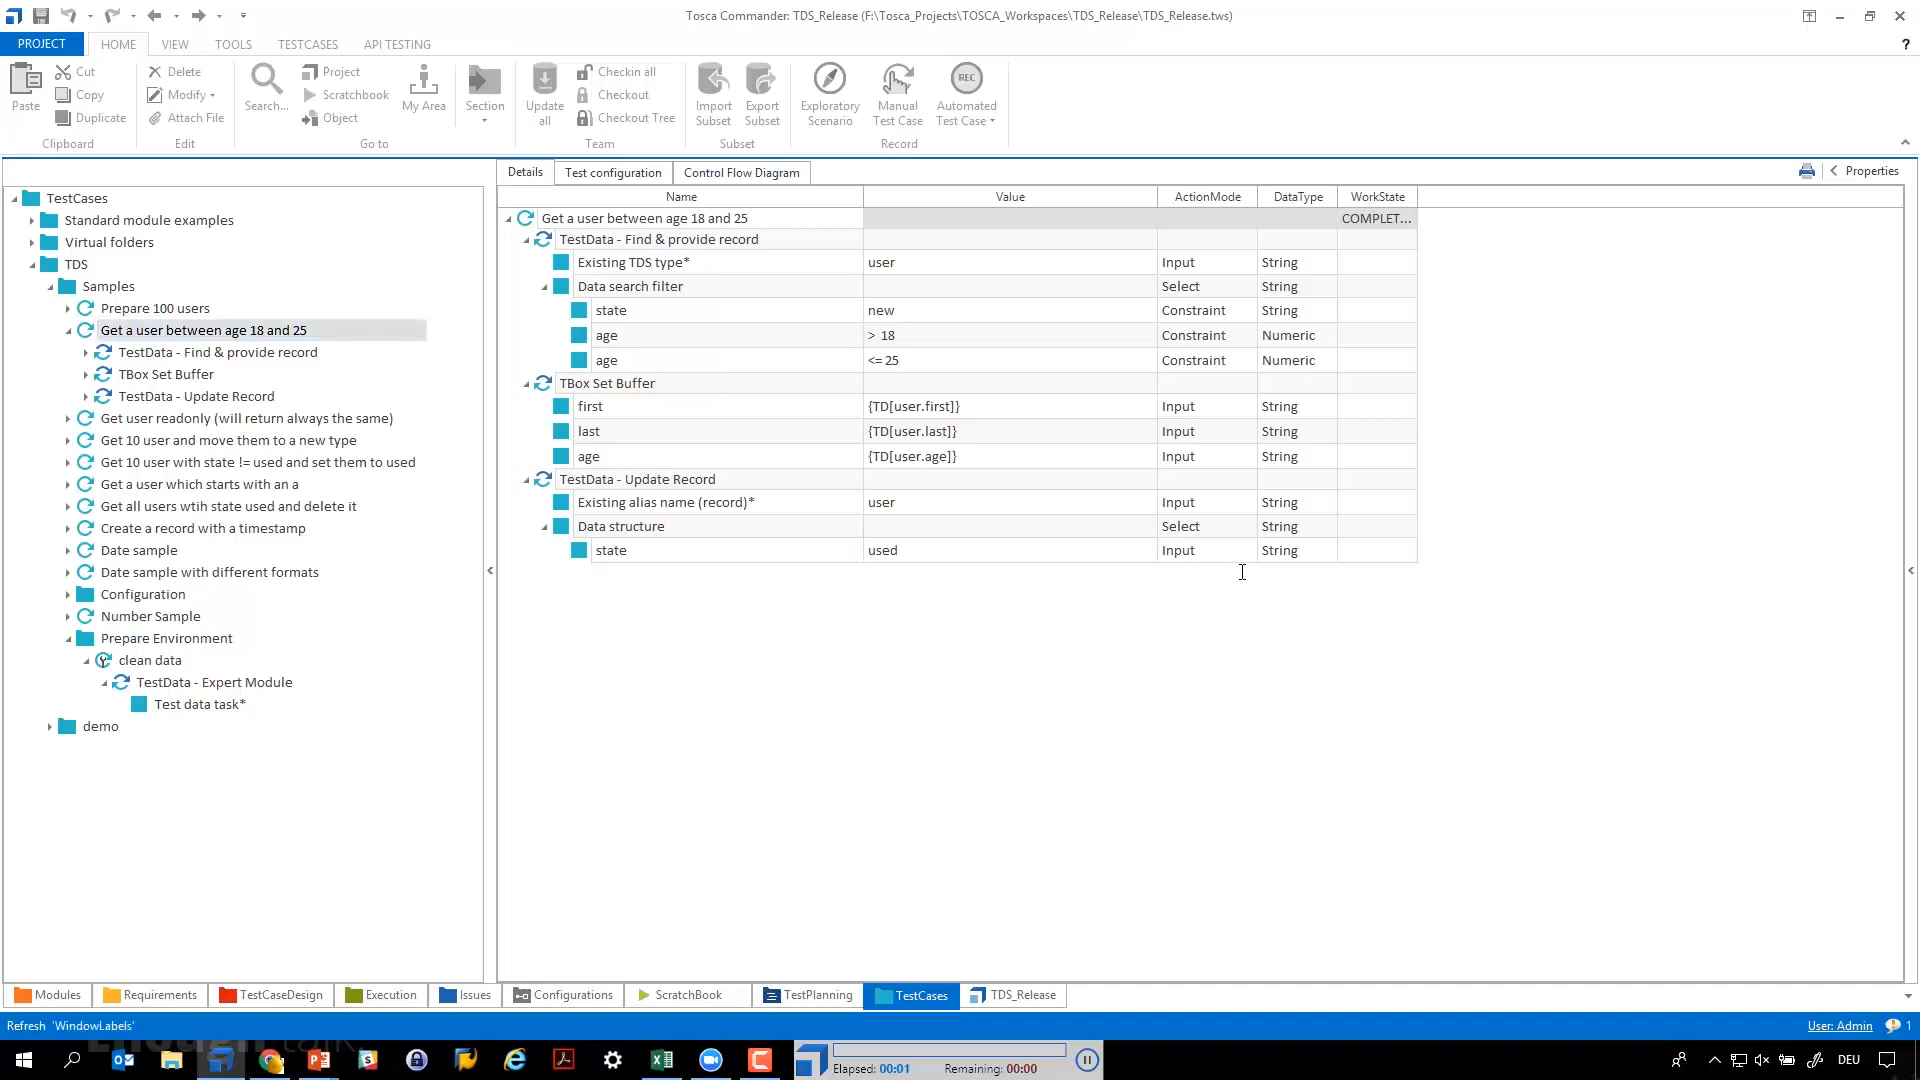 Tosca Commander: TDS_Release (F:\Tosca_Projects\TOSCA_Workspaces\TDS_Release\TDS_Release.tws)
PROJECT HOME VIEW TOOLS TESTCASES API TESTING ?
Paste
Cut
Copy
Duplicate
Clipboard
Delete
Modify
Attach File
Edit
Search...
Project
Scratchbook
Object
My Area
Go to
Section
Update all
Checkin all
Checkout
Checkout Tree
Team
Import Subset
Export Subset
Subset
Exploratory Scenario
Manual Test Case
REC
Automated Test Case
Record
TestCases
Standard module examples
Virtual folders
TDS
Samples
Prepare 100 users
Get a user between age 18 and 25
TestData - Find & provide record
TBox Set Buffer
TestData - Update Record
Get user readonly (will return always the same)
Get 10 user and move them to a new type
Get 10 user with state != used and set them to used
Get a user which starts with an a
Get all users wtih state used and delete it
Create a record with a timestamp
Date sample
Date sample with different formats
Configuration
Number Sample
Prepare Environment
clean data
TestData - Expert Module
Test data task*
demo
Details Test configuration Control Flow Diagram Properties
Name Value ActionMode DataType WorkState
Get a user between age 18 and 25 COMPLET...
TestData - Find & provide record
Existing TDS type* user Input String
Data search filter Select String
state new Constraint String
age > 18 Constraint Numeric
age <= 25 Constraint Numeric
TBox Set Buffer
first {TD[user.first]} Input String
last {TD[user.last]} Input String
age {TD[user.age]} Input String
TestData - Update Record
Existing alias name (record)* user Input String
Data structure Select String
state used Input String
Modules Requirements TestCaseDesign Execution Issues Configurations ScratchBook TestPlanning TestCases TDS_Release
Refresh 'WindowLabels' User: Admin 1
Elapsed: 00:01 Remaining: 00:00
DEU